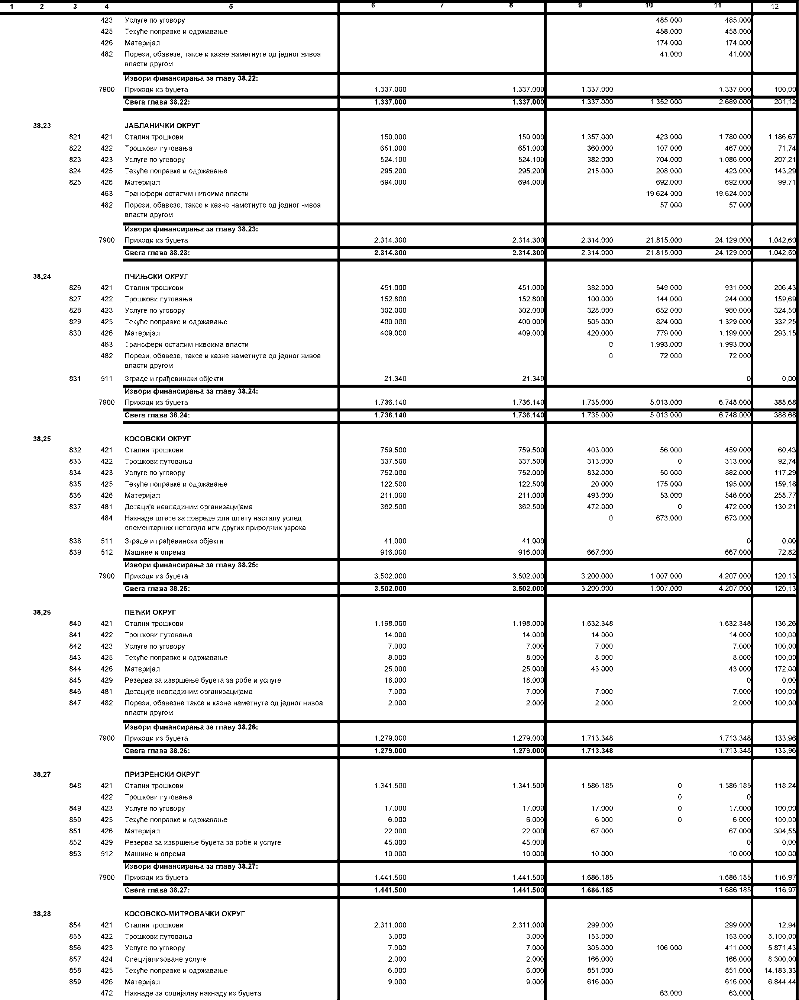 1 2 3 4 5 6 7 8 9 10 11 12
423 Услуге по уговору 485.000 485.000
425 Текуће поправке и одржавање 458.000 458.000
426 Материјал 174.000 174.000
482 Порези, обавезе, таксе и казне наметнуте од једног нивоа 41.000 41.000
власти другом
Извори финансирања за главу 38.22:
7900 Приходи из буџета 1.337.000 1.337.000 1.337.000 1.337.000 100,00
Свега глава 38.22: 1.337.000 1.337.000 1.337.000 1.352.000 2.689.000 201,12
38,23 ЈАБЛАНИЧКИ ОКРУГ
821 421 Стални трошкови 150.000 150.000 1.357.000 423.000 1.780.000 1.186,67
822 422 Трошкови путовања 651.000 651.000 360.000 107.000 467.000 71,74
823 423 Услуге по уговору 524.100 524.100 382.000 704.000 1.086.000 207,21
824 425 Текуће поправке и одржавање 295.200 295.200 215.000 208.000 423.000 143,29
825 426 Материјал 694.000 694.000 692.000 692.000 99,71
463 Трансфери осталим нивоима власти 19.624.000 19.624.000
482 Порези, обавезе, таксе и казне наметнуте од једног нивоа 57.000 57.000
власти другом
Извори финансирања за главу 38.23:
7900 Приходи из буџета 2.314.300 2.314.300 2.314.000 21.815.000 24.129.000 1.042,60
Свега глава 38.23: 2.314.300 2.314.300 2.314.000 21.815.000 24.129.000 1.042,60
38,24 ПЧИЊСКИ ОКРУГ
826 421 Стални трошкови 451.000 451.000 382.000 549.000 931.000 206,43
827 422 Трошкови путовања 152.800 152.800 100.000 144.000 244.000 159,69
828 423 Услуге по уговору 302.000 302.000 328.000 652.000 980.000 324,50
829 425 Текуће поправке и одржавање 400.000 400.000 505.000 824.000 1.329.000 332,25
830 426 Материјал 409.000 409.000 420.000 779.000 1.199.000 293,15
463 Трансфери осталим нивоима власти 0 1.993.000 1.993.000
482 Порези, обавезе, таксе и казне наметнуте од једног нивоа 0 72.000 72.000
власти другом
831 511 Зграде и грађевински објекти 21.340 21.340 0 0,00
Извори финансирања за главу 38.24:
7900 Приходи из буџета 1.736.140 1.736.140 1.735.000 5.013.000 6.748.000 388,68
Свега глава 38.24: 1.736.140 1.736.140 1.735.000 5.013.000 6.748.000 388,68
38,25 КОСОВСКИ ОКРУГ
832 421 Стални трошкови 759.500 759.500 403.000 56.000 459.000 60,43
833 422 Трошкови путовања 337.500 337.500 313.000 0 313.000 92,74
834 423 Услуге по уговору 752.000 752.000 832.000 50.000 882.000 117,29
835 425 Текуће поправке и одржавање 122.500 122.500 20.000 175.000 195.000 159,18
836 426 Материјал 211.000 211.000 493.000 53.000 546.000 258,77
837 481 Дотације невладиним организацијама 362.500 362.500 472.000 0 472.000 130,21
484 Накнаде штете за повреде или штету насталу услед 0 673.000 673.000
елементарних непогода или других природних узрока
838 511 Зграде и грађевински објекти 41.000 41.000 0 0,00
839 512 Машине и опрема 916.000 916.000 667.000 667.000 72,82
Извори финансирања за главу 38.25:
7900 Приходи из буџета 3.502.000 3.502.000 3.200.000 1.007.000 4.207.000 120,13
Свега глава 38.25: 3.502.000 3.502.000 3.200.000 1.007.000 4.207.000 120,13
38,26 ПЕЋКИ ОКРУГ
840 421 Стални трошкови 1.198.000 1.198.000 1.632.348 1.632.348 136,26
841 422 Трошкови путовања 14.000 14.000 14.000 14.000 100,00
842 423 Услуге по уговору 7.000 7.000 7.000 7.000 100,00
843 425 Текуће поправке и одржавање 8.000 8.000 8.000 8.000 100,00
844 426 Материјал 25.000 25.000 43.000 43.000 172,00
845 429 Резерва за извршење буџета за робе и услуге 18.000 18.000 0 0,00
846 481 Дотације невладиним организацијама 7.000 7.000 7.000 7.000 100,00
847 482 Порези, обавезне таксе и казне наметнуте од једног нивоа 2.000 2.000 2.000 2.000 100,00
власти другом
Извори финансирања за главу 38.26:
7900 Приходи из буџета 1.279.000 1.279.000 1.713.348 1.713.348 133,96
Свега глава 38.26: 1.279.000 1.279.000 1.713.348 1.713.348 133,96
38,27 ПРИЗРЕНСКИ ОКРУГ
848 421 Стални трошкови 1.341.500 1.341.500 1.586.185 0 1.586.185 118,24
422 Трошкови путовања 0 0
849 423 Услуге по уговору 17.000 17.000 17.000 0 17.000 100,00
850 425 Текуће поправке и одржавање 6.000 6.000 6.000 0 6.000 100,00
851 426 Материјал 22.000 22.000 67.000 67.000 304,55
852 429 Резерва за извршење буџета за робе и услуге 45.000 45.000 0 0,00
853 512 Машине и опрема 10.000 10.000 10.000 10.000 100,00
Извори финансирања за главу 38.27:
7900 Приходи из буџета 1.441.500 1.441.500 1.686.185 1.686.185 116,97
Свега глава 38.27: 1.441.500 1.441.500 1.686.185 1.686.185 116,97
38,28 КОСОВСКО-МИТРОВАЧКИ ОКРУГ
854 421 Стални трошкови 2.311.000 2.311.000 299.000 299.000 12,94
855 422 Трошкови путовања 3.000 3.000 153.000 153.000 5.100,00
856 423 Услуге по уговору 7.000 7.000 305.000 106.000 411.000 5.871,43
857 424 Специјализоване услуге 2.000 2.000 166.000 166.000 8.300,00
858 425 Текуће поправке и одржавање 6.000 6.000 851.000 851.000 14.183,33
859 426 Материјал 9.000 9.000 616.000 616.000 6.844,44
472 Накнаде за социјалну накнаду из буџета 63.000 63.000